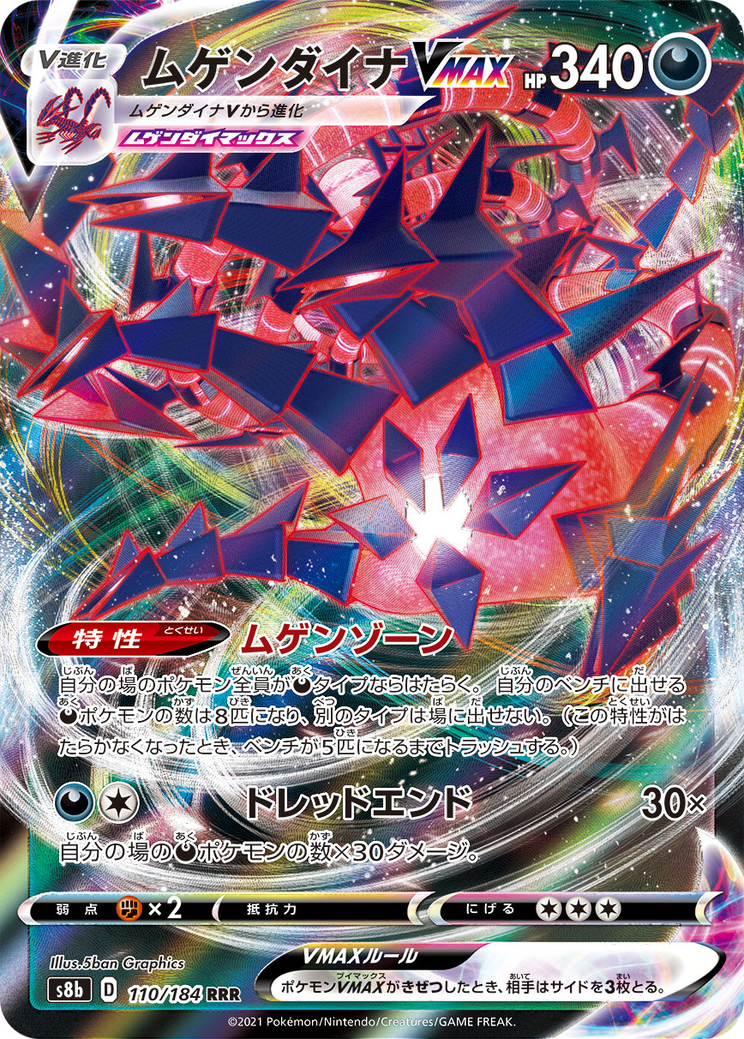 V進化
ムゲンダイナVMAX HP340
ムゲンダイナVから進化
ムゲンダイマックス
特性 とくせい ムゲンゾーン
自分の場のポケモン全員がタイプならはたらく。自分のベンチに出せる
ポケモンの数は8匹になり、別のタイプは場に出せない。（この特性がは
たらかなくなったとき、ベンチが5匹になるまでトラッシュする。）
ドレッドエンド 30×
自分の場のポケモンの数×30ダメージ。
弱点 ×2 抵抗力 にげる
Illus.5ban Graphics
VMAXルール
ポケモンVMAXがきぜつしたとき、相手はサイドを3枚とる。
s8b D 110/184 RRR
©2021 Pokémon/Nintendo/Creatures/GAME FREAK.